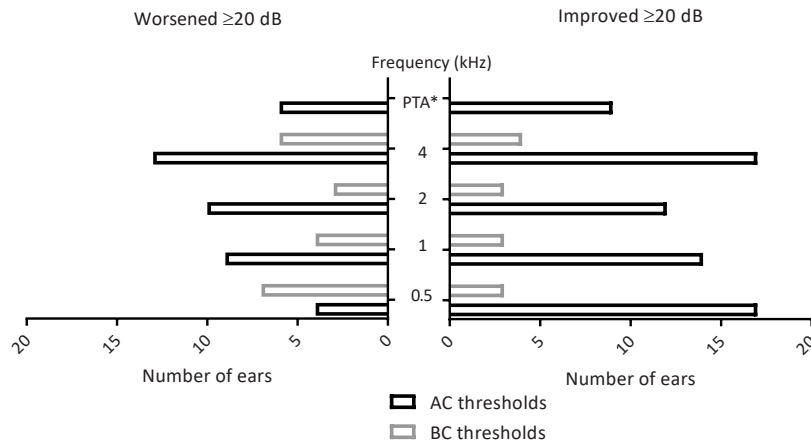 Worsened ≥20 dB
Improved ≥20 dB
Frequency (kHz)
PTA*
4
2
1
0.5
20 15 10 5 0
0 5 10 15 20
Number of ears
Number of ears
AC thresholds
BC thresholds